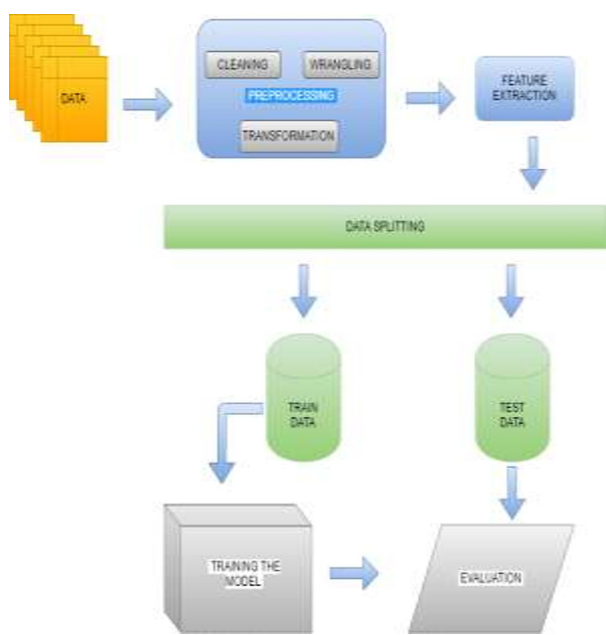 DATA
CLEANING
WRANGLING
PREPROCESSING
TRANSFORMATION
FEATURE
EXTRACTION
DATA SPLITTING
TRAIN
DATA
TEST
DATA
TRAINING THE
MODEL
EVALUATION